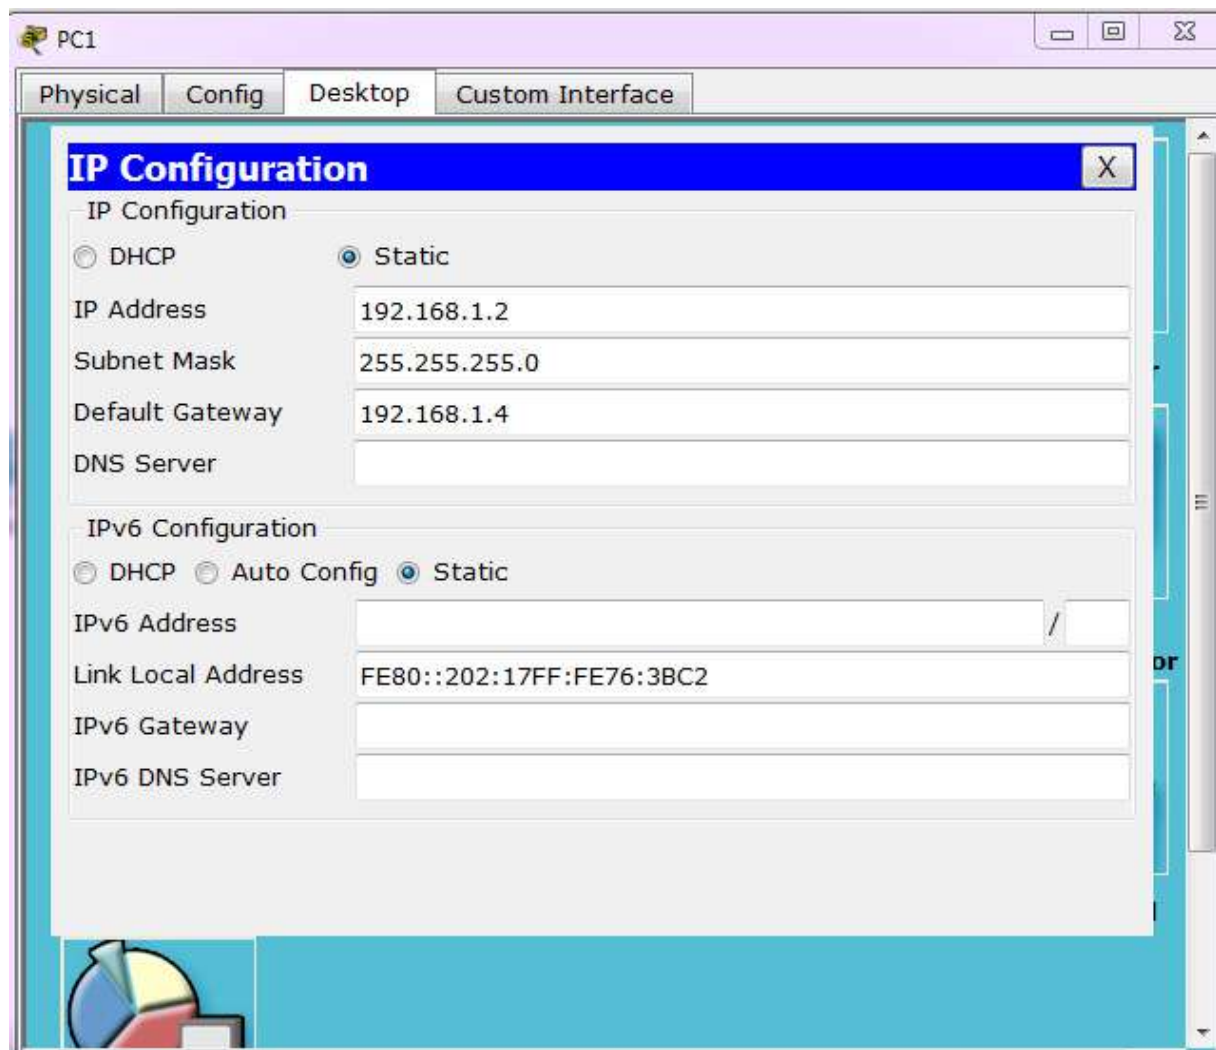 PC1
Physical Config Desktop Custom Interface
IP Configuration X
IP Configuration
DHCP Static
IP Address 192.168.1.2
Subnet Mask 255.255.255.0
Default Gateway 192.168.1.4
DNS Server
IPv6 Configuration
DHCP Auto Config Static
IPv6 Address /
Link Local Address FE80::202:17FF:FE76:3BC2
or
IPv6 Gateway
IPv6 DNS Server